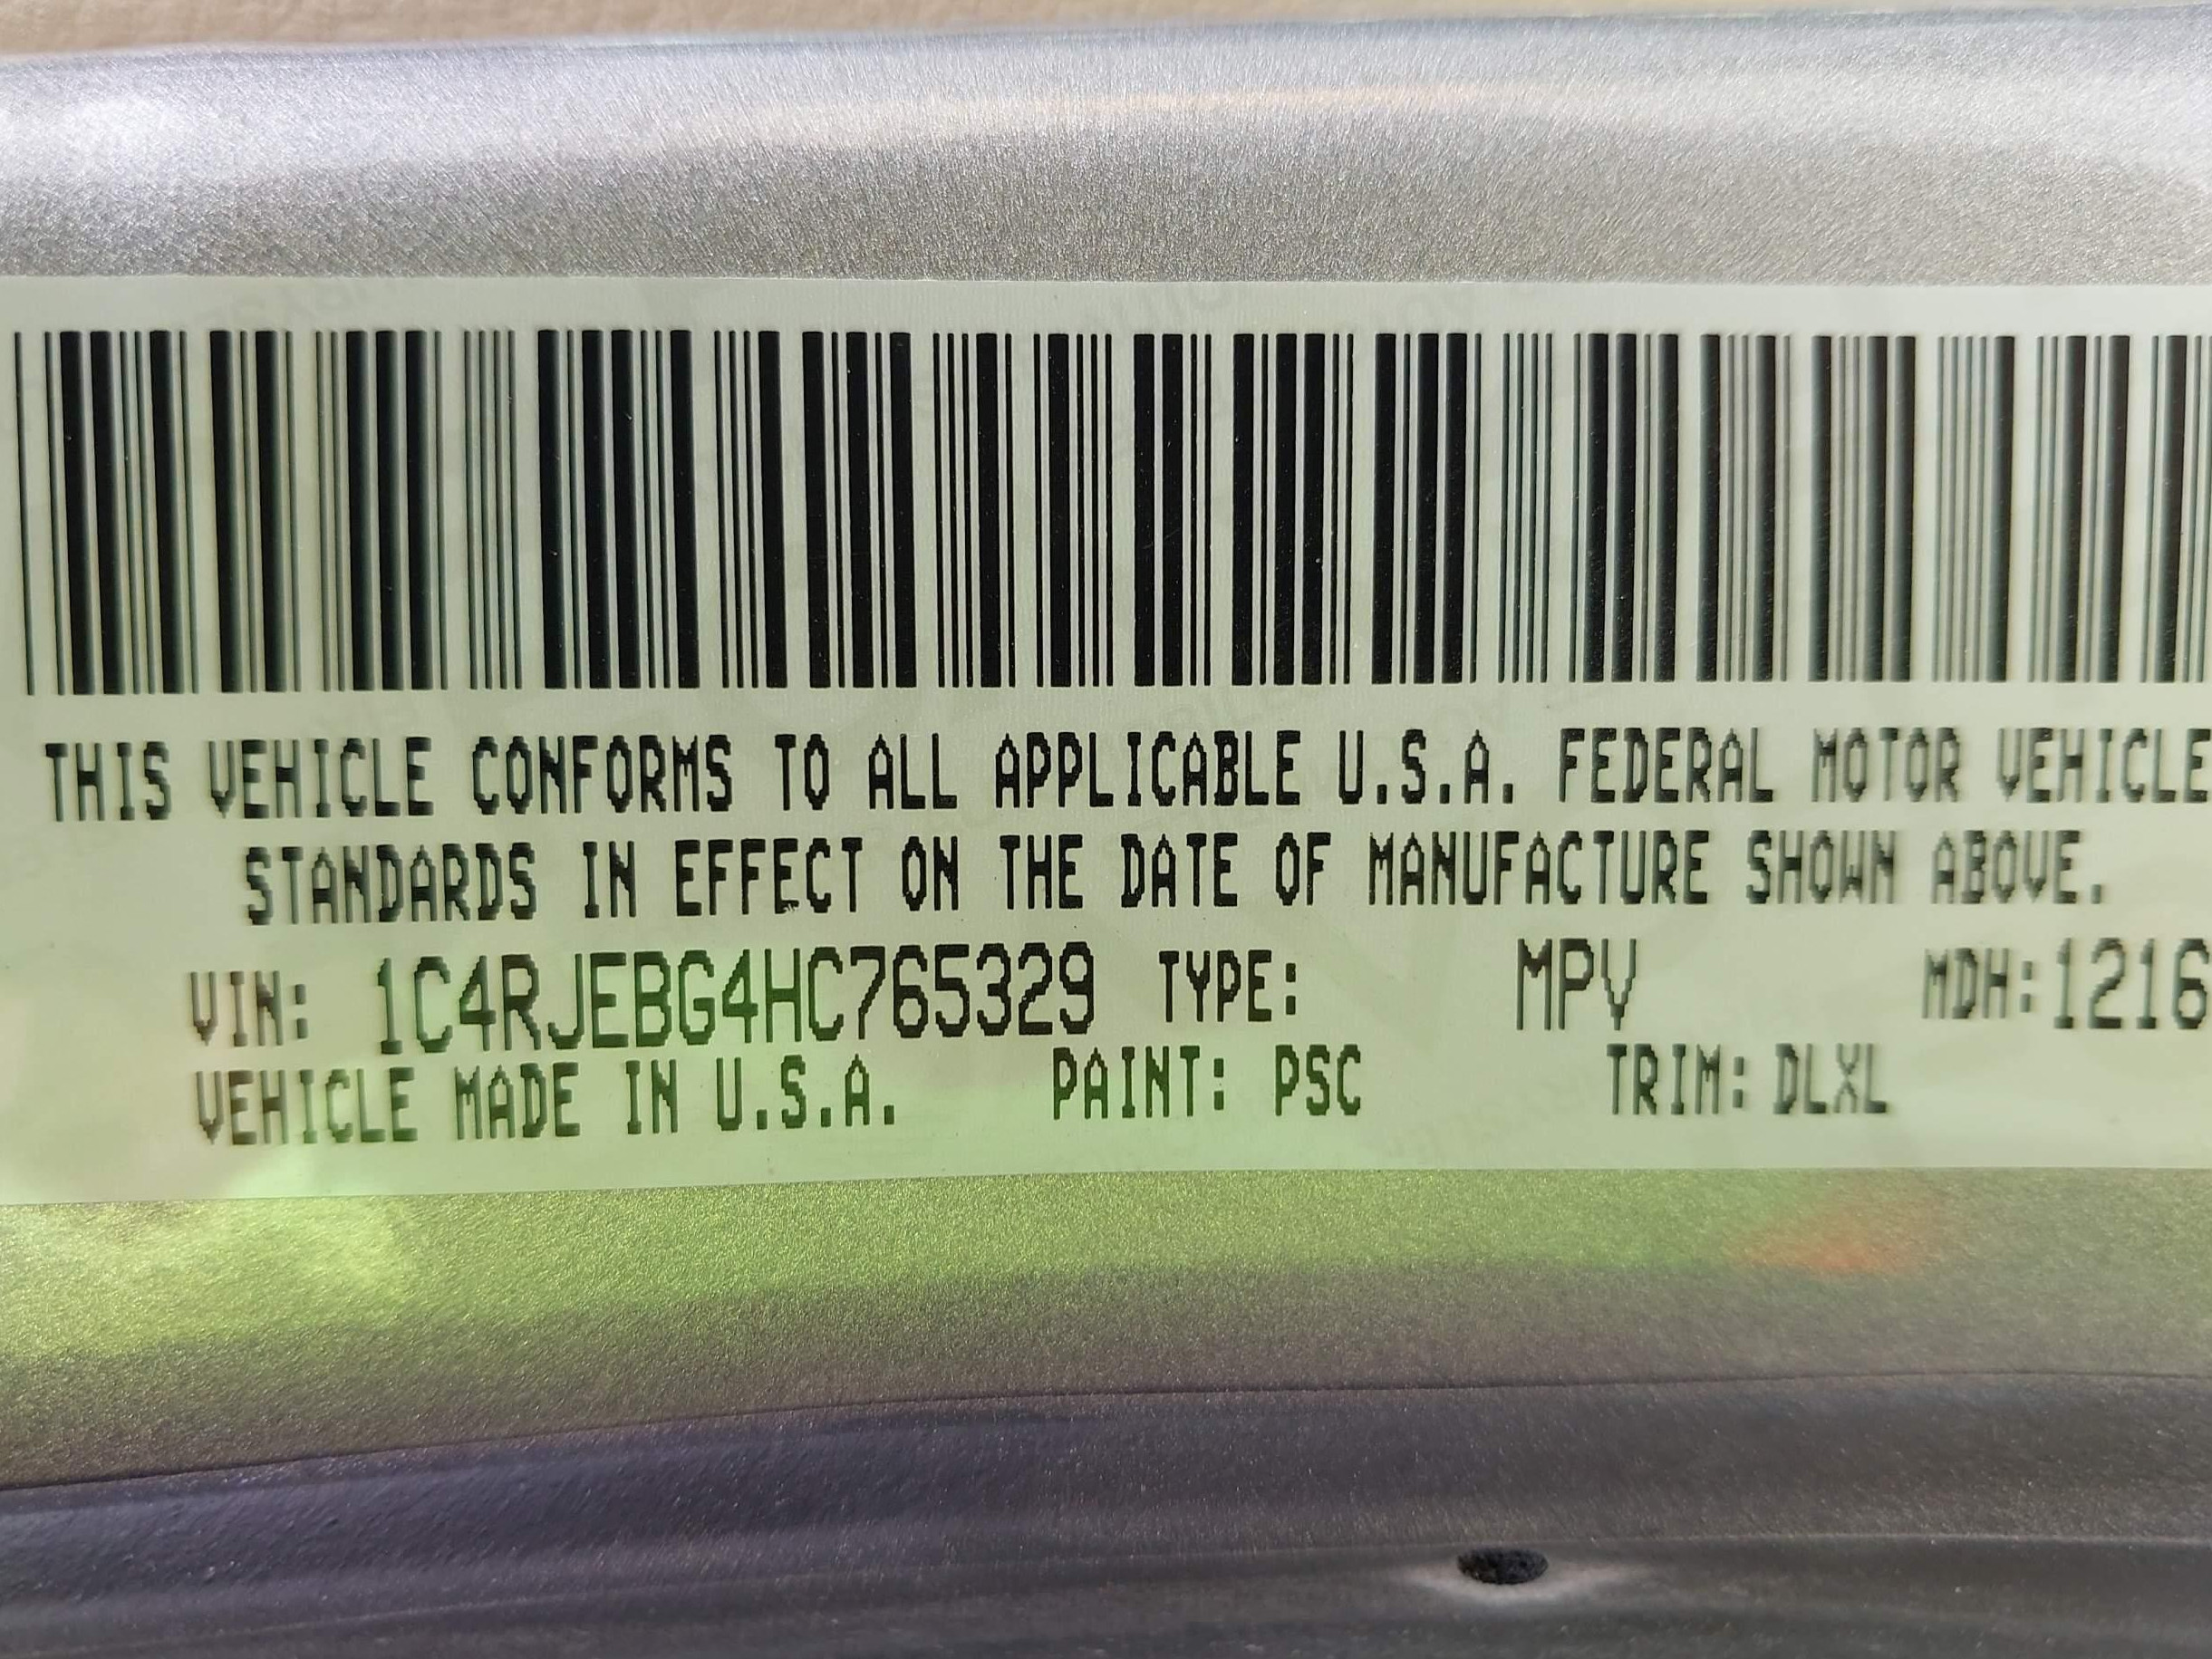 THIS VEHICLE CONFORMS TO ALL APPLICABLE U.S.A. FEDERAL MOTOR VEHICLE
STANDARDS IN EFFECT ON THE DATE OF MANUFACTURE SHOWN ABOVE.
VIN: 1C4RJEBG4HC765329 TYPE: MPV MDH:1216
VEHICLE MADE IN U.S.A. PAINT: PSC TRIM: DLXL